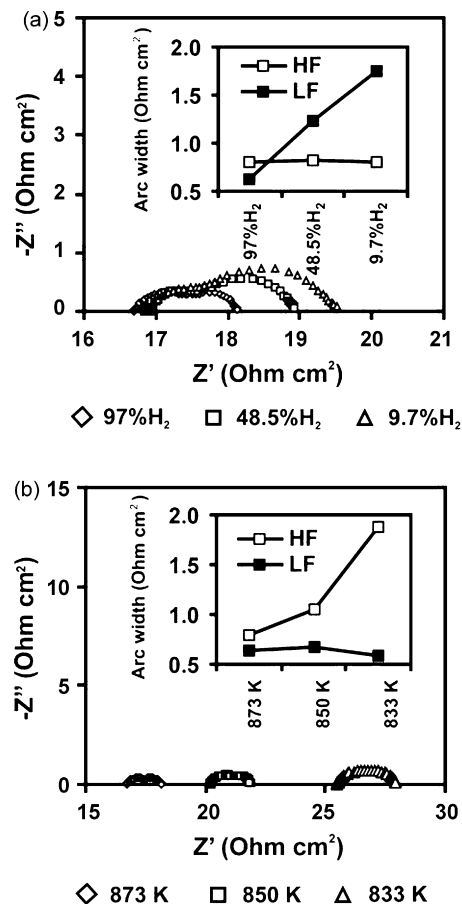 (a)
5
4
3
2
1
0
-Z" (Ohm cm²)
2.0
1.5
1.0
0.5
Arc width (Ohm cm²)
HF
LF
97%H₂
48.5%H₂
9.7%H₂
16
17
18
19
20
21
Z' (Ohm cm²)
97%H₂ 48.5%H₂ 9.7%H₂
(b)
15
10
5
0
-Z" (Ohm cm²)
2.0
1.5
1.0
0.5
Arc width (Ohm cm²)
HF
LF
873 K
850 K
833 K
15
20
25
30
Z' (Ohm cm²)
873 K 850 K 833 K